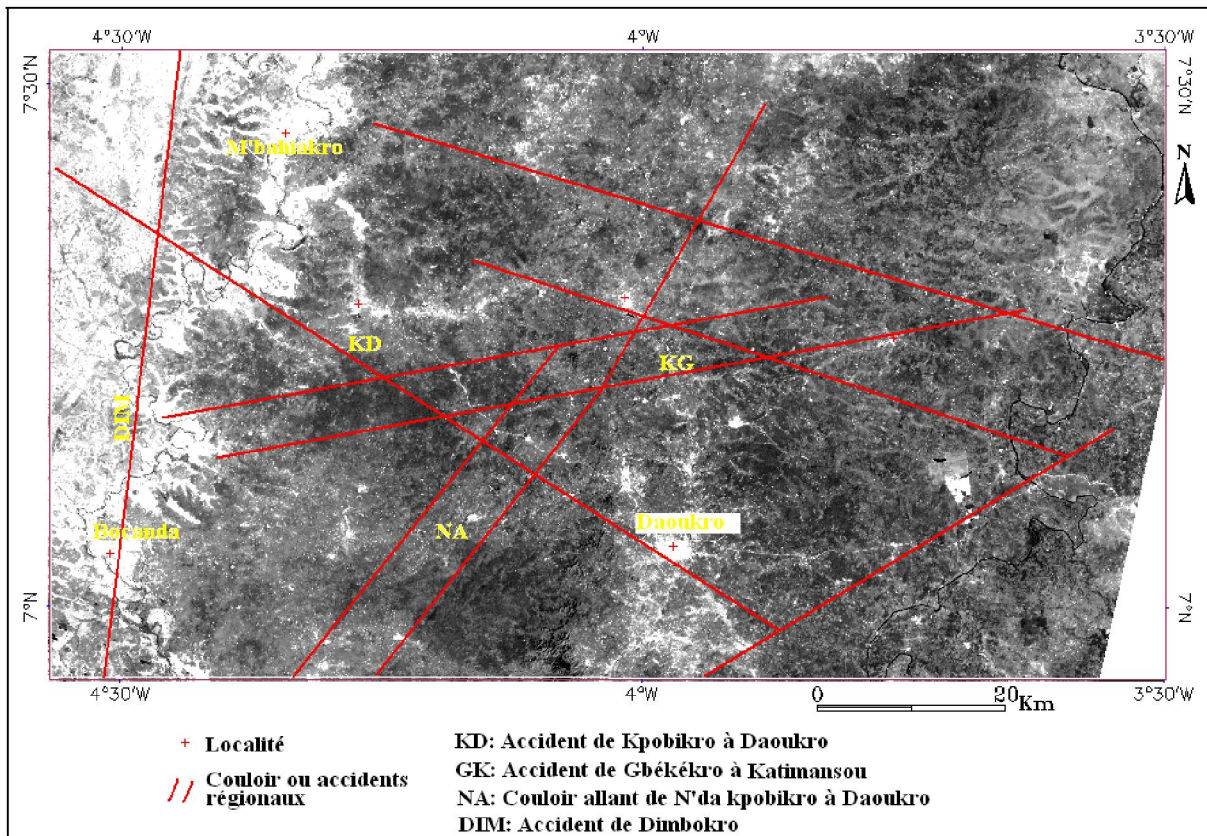 4°30'W 4°W 3°30'W
7°30'N 7°30'N
M'bahiakro
N
KD
KG
DIM
Bocanda
NA
Daoukro
7°N 7°N
4°30'W 4°W 3°30'W
0 20 Km
+ Localité
Couloir ou accidents
régionaux
KD: Accident de Kpobikro à Daoukro
GK: Accident de Gbékékro à Katimansou
NA: Couloir allant de N'da kpobikro à Daoukro
DIM: Accident de Dimbokro